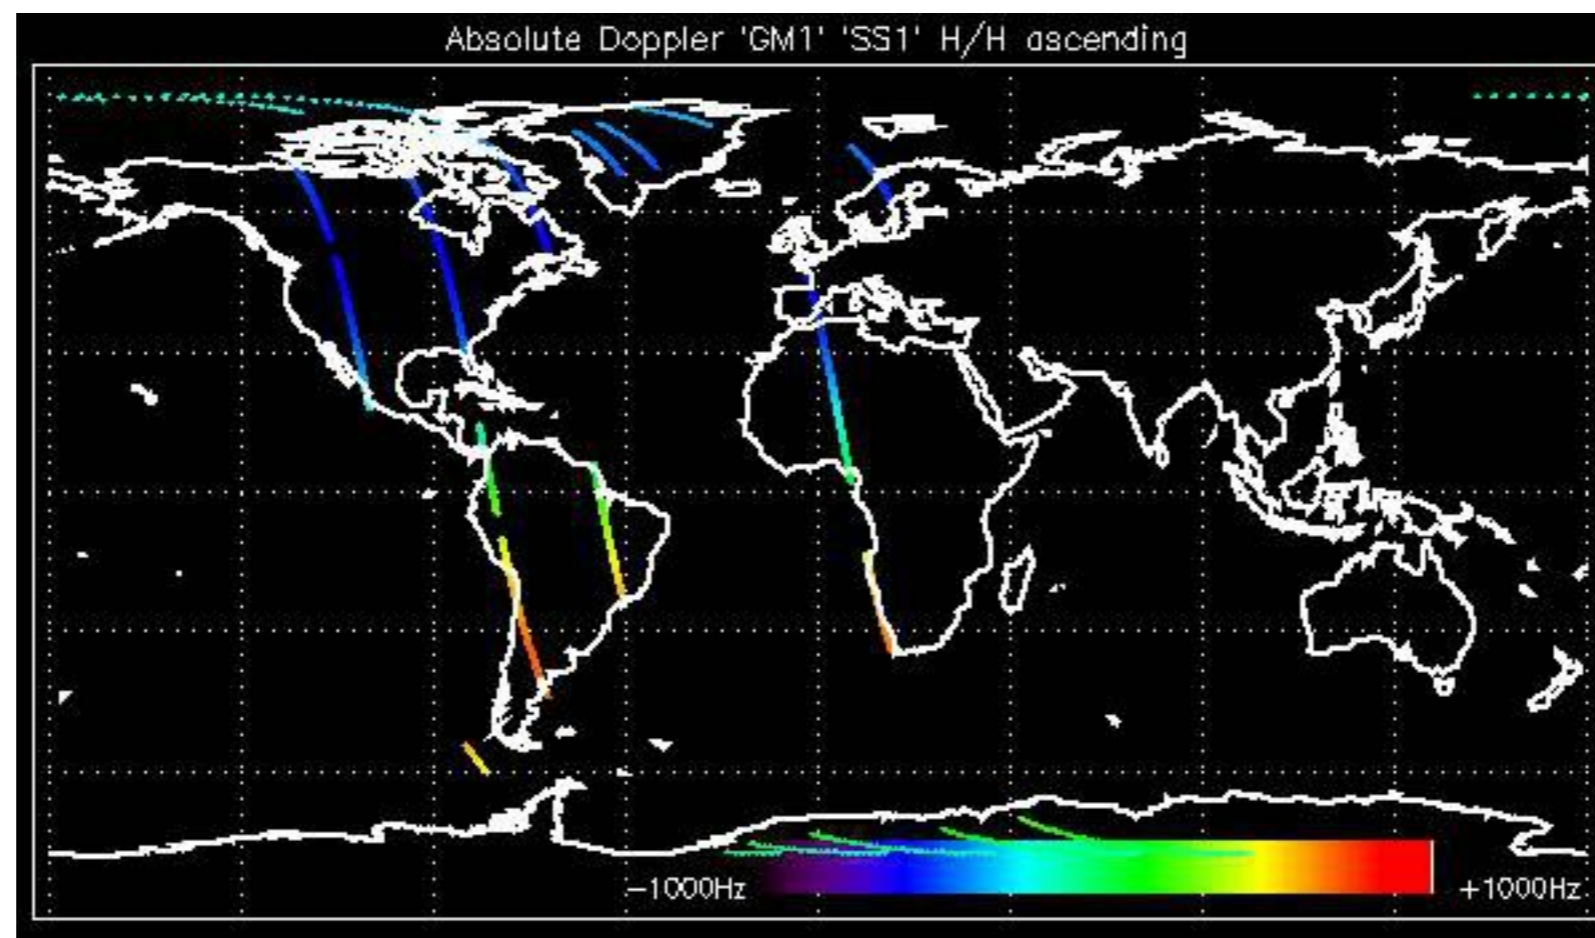 Absolute Doppler 'GM1' 'SS1' H/H ascending
-1000Hz
+1000Hz